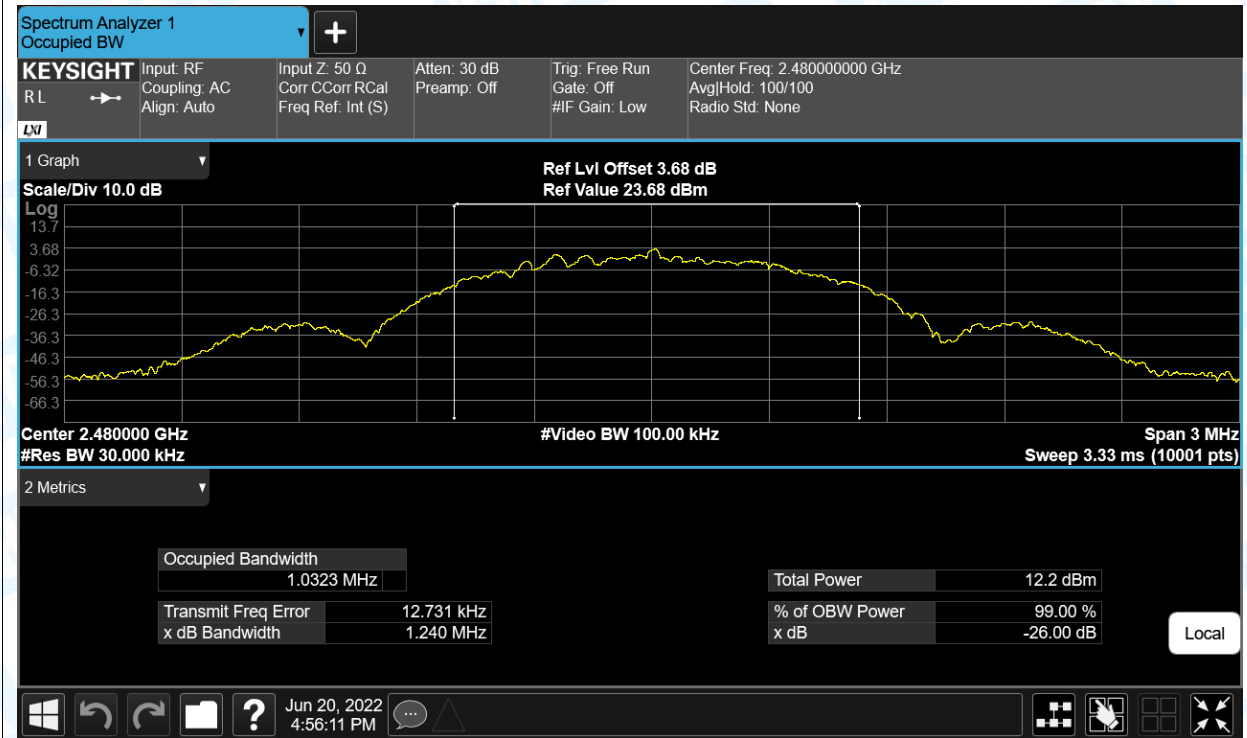 Spectrum Analyzer 1
Occupied BW
KEYSIGHT
R L
LXI
Input: RF
Coupling: AC
Align: Auto
Input Z: 50 Ω
Corr CCorr RCal
Freq Ref: Int (S)
Atten: 30 dB
Preamp: Off
Trig: Free Run
Gate: Off
#IF Gain: Low
Center Freq: 2.480000000 GHz
Avg|Hold: 100/100
Radio Std: None
1 Graph
Scale/Div 10.0 dB
Ref Lvl Offset 3.68 dB
Ref Value 23.68 dBm
Log
13.7
3.68
-6.32
-16.3
-26.3
-36.3
-46.3
-56.3
-66.3
Center 2.480000 GHz
#Video BW 100.00 kHz
Span 3 MHz
#Res BW 30.000 kHz
Sweep 3.33 ms (10001 pts)
2 Metrics
Occupied Bandwidth
1.0323 MHz
Total Power 12.2 dBm
Transmit Freq Error 12.731 kHz
% of OBW Power 99.00 %
x dB Bandwidth 1.240 MHz
x dB -26.00 dB
Local
?
Jun 20, 2022
4:56:11 PM